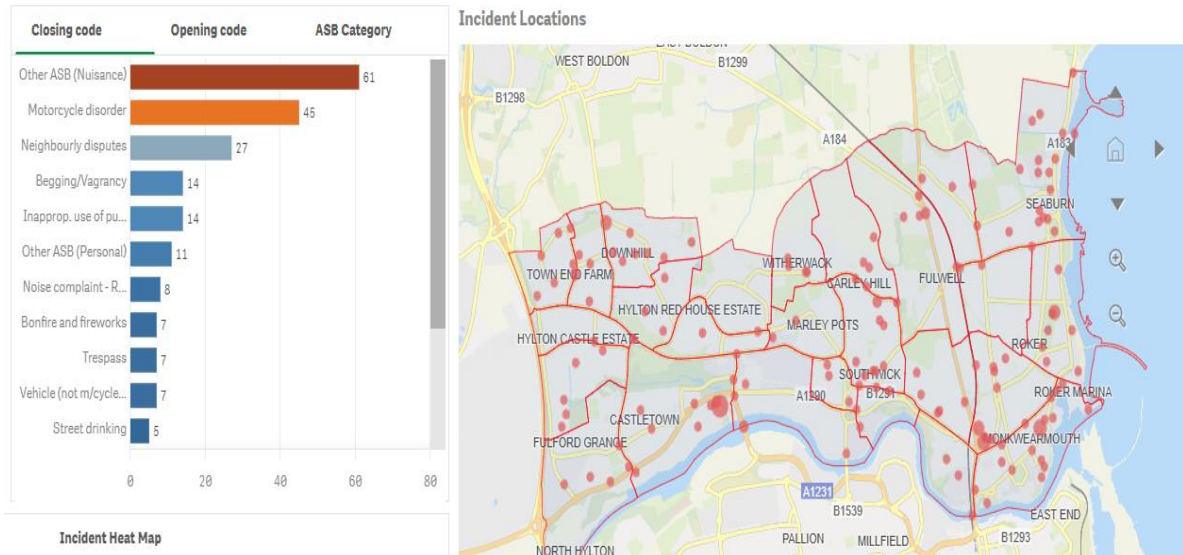 Closing code
Opening code
ASB Category
Other ASB (Nuisance)
61
Motorcycle disorder
45
Neighbourly disputes
27
Begging/Vagrancy
14
Inapprop. use of pu...
14
Other ASB (Personal)
11
Noise complaint - R...
8
Bonfire and fireworks
7
Trespass
7
Vehicle (not m/cycle...
7
Street drinking
5
0
20
40
60
80
Incident Heat Map
Incident Locations
EAST BOLDON
WEST BOLDON
B1299
B1298
A184
A183
SEABURN
DOWNHILL
TOWN END FARM
WITHERWACK
CARLEY HILL
FULWELL
HYLTON RED HOUSE ESTATE
MARLEY POTS
HYLTON CASTLE ESTATE
ROKER
SOUTHWICK
ROKER MARINA
A1290
B1291
CASTLETOWN
FULFORD GRANGE
MONKWEARMOUTH
A1231
B1539
EAST END
PALLION
MILLFIELD
B1293
NORTH HYLTON